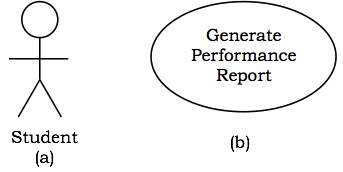 Generate
Performance
Report
Student
(a)
(b)